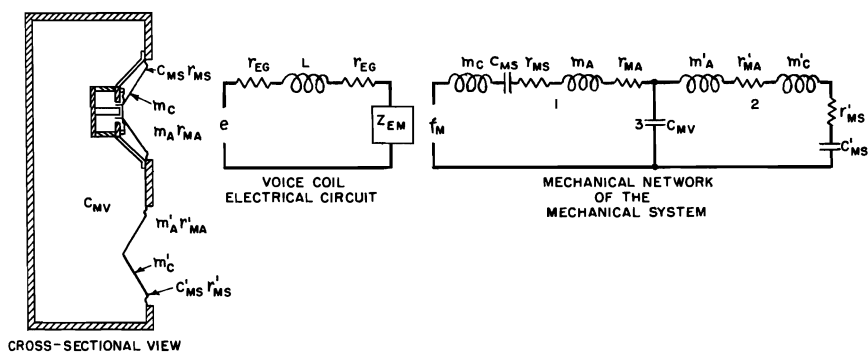 C_MS r_MS
m_C
m_A r_MA
C_MV
m'_A r'_MA
m'_C
C'_MS r'_MS
CROSS-SECTIONAL VIEW
r_EG L r_EG
e
Z_EM
VOICE COIL
ELECTRICAL CIRCUIT
m_C C_MS r_MS m_A r_MA m'_A r'_MA m'_C
1 2
f_M
3 C_MV
r'_MS
C'_MS
MECHANICAL NETWORK
OF THE
MECHANICAL SYSTEM